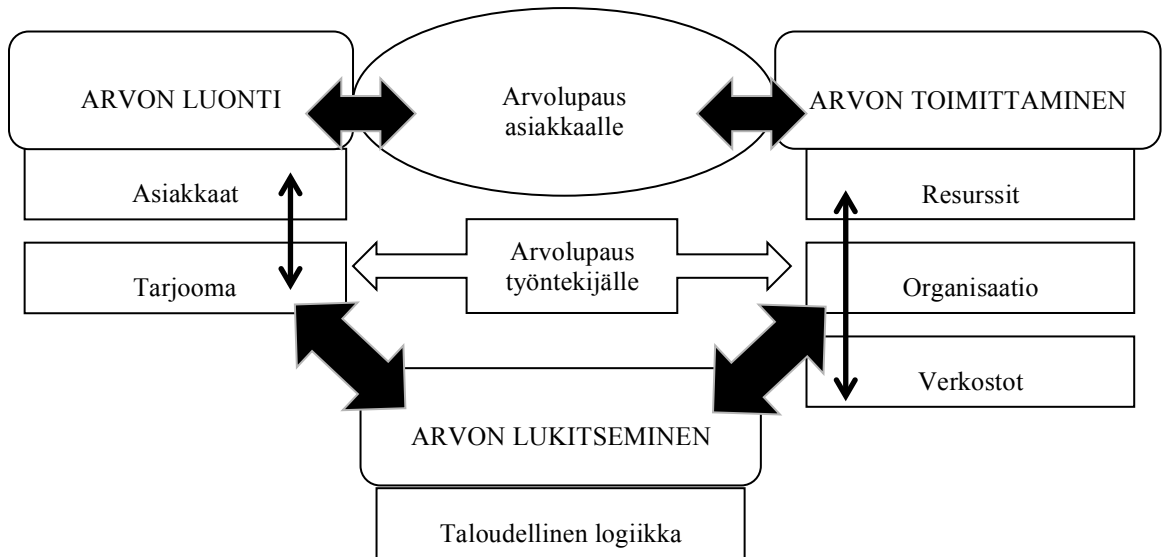 ARVON LUONTI
Arvolupaus
asiakkaalle
ARVON TOIMITTAMINEN
Asiakkaat
Resurssit
Tarjooma
Arvolupaus
työntekijälle
Organisaatio
Verkostot
ARVON LUKITSEMINEN
Taloudellinen logiikka